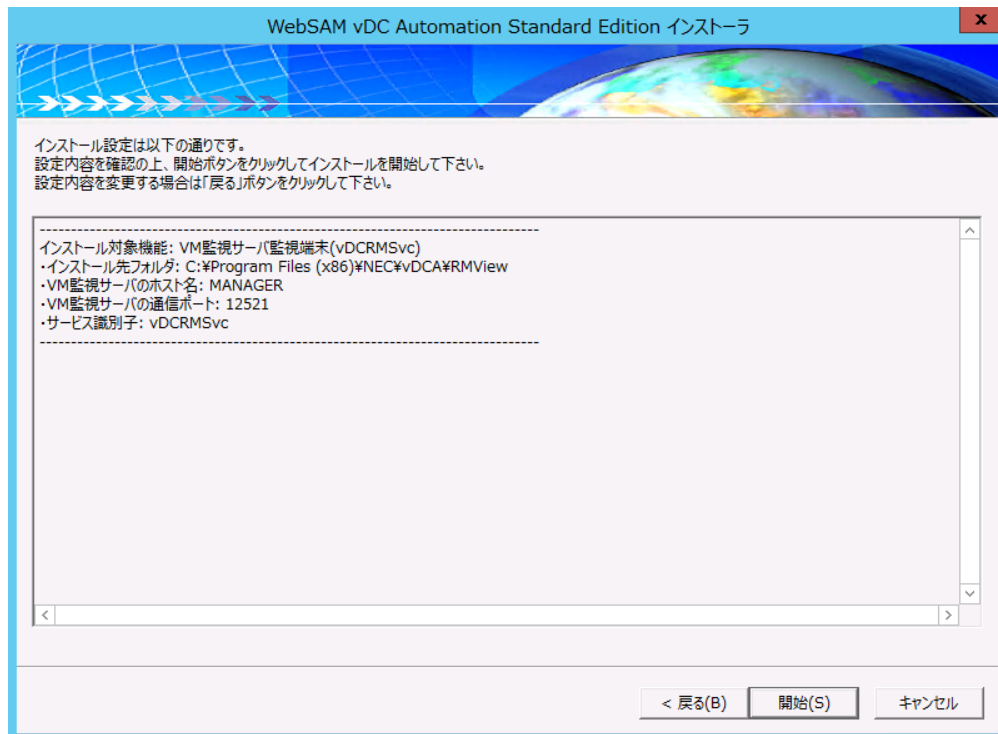 WebSAM vDC Automation Standard Edition インストーラ
x
インストール設定は以下の通りです。
設定内容を確認の上、開始ボタンをクリックしてインストールを開始して下さい。
設定内容を変更する場合は「戻る」ボタンをクリックして下さい。
--------------------------------------------------------------------------------
インストール対象機能: VM監視サーバ監視端末(vDCRMSvc)
・インストール先フォルダ: C:¥Program Files (x86)¥NEC¥vDCA¥RMView
・VM監視サーバのホスト名: MANAGER
・VM監視サーバの通信ポート: 12521
・サービス識別子: vDCRMSvc
--------------------------------------------------------------------------------
< 戻る(B) 開始(S) キャンセル